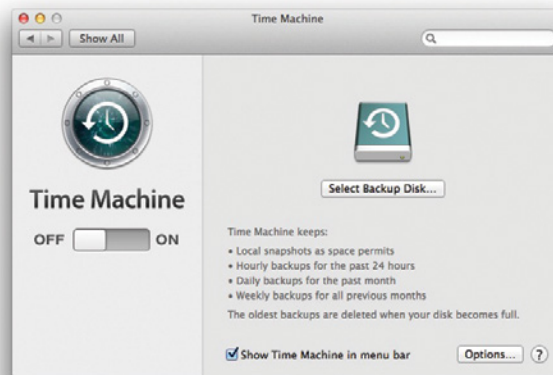 Time Machine
Show All
Time Machine
OFF ON
Select Backup Disk...
Time Machine keeps:
• Local snapshots as space permits
• Hourly backups for the past 24 hours
• Daily backups for the past month
• Weekly backups for all previous months
The oldest backups are deleted when your disk becomes full.
Show Time Machine in menu bar
Options... ?